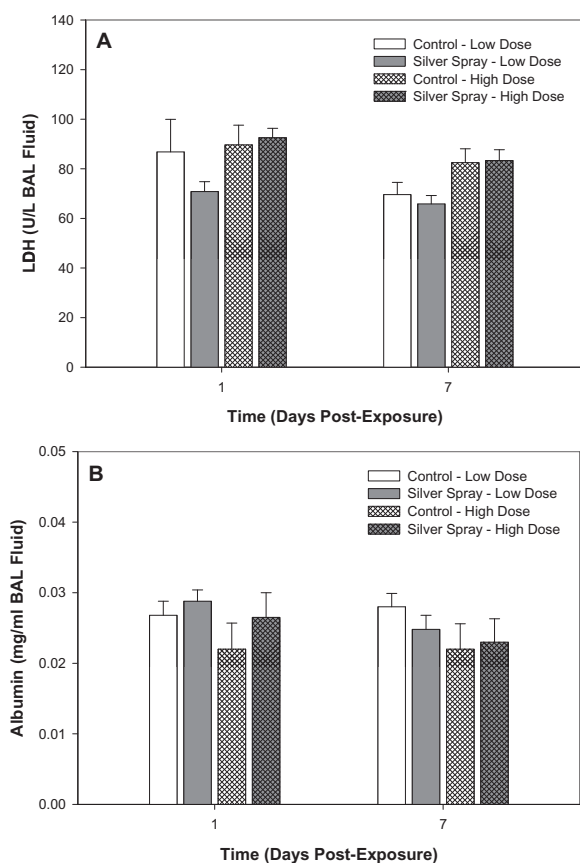 A
Control - Low Dose
Silver Spray - Low Dose
Control - High Dose
Silver Spray - High Dose
140
120
100
80
60
40
20
0
LDH (U/L BAL Fluid)
1 7
Time (Days Post-Exposure)
B
Control - Low Dose
Silver Spray - Low Dose
Control - High Dose
Silver Spray - High Dose
0.05
0.04
0.03
0.02
0.01
0.00
Albumin (mg/ml BAL Fluid)
1 7
Time (Days Post-Exposure)